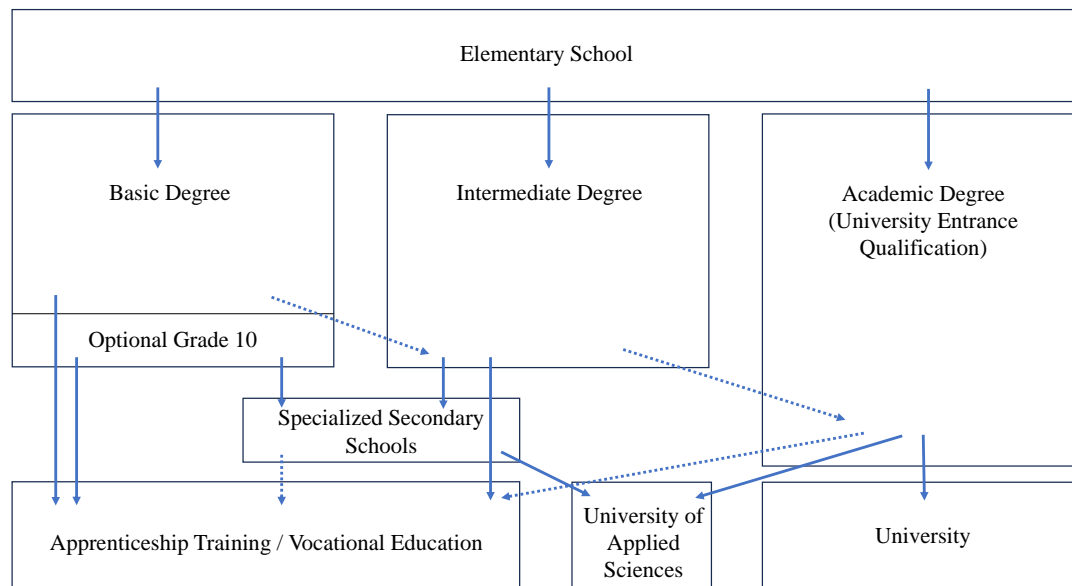 Elementary School
Basic Degree
Intermediate Degree
Academic Degree
(University Entrance
Qualification)
Optional Grade 10
Specialized Secondary
Schools
Apprenticeship Training / Vocational Education
University of
Applied
Sciences
University